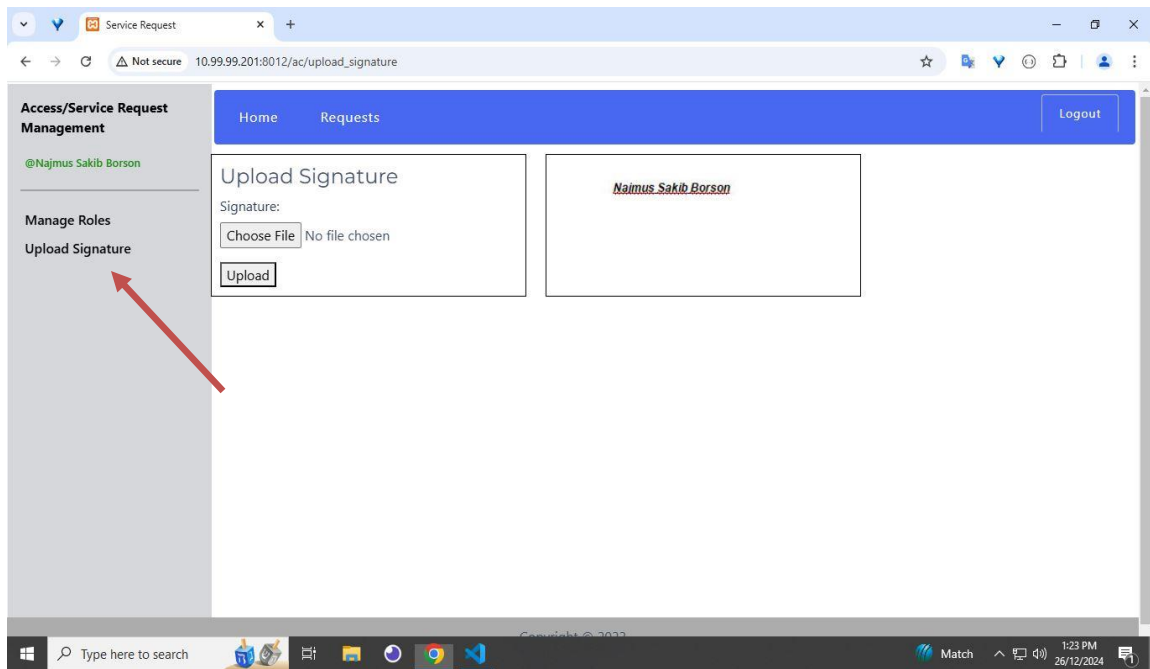 Service Request
Not secure 10.99.99.201:8012/ac/upload_signature
Access/Service Request
Management
@Najmus Sakib Borson
Manage Roles
Upload Signature
Home Requests Logout
Upload Signature
Signature:
Choose File No file chosen
Upload
Najmus Sakib Borson
Copyright © 2022
Type here to search
Match
1:23 PM
26/12/2024